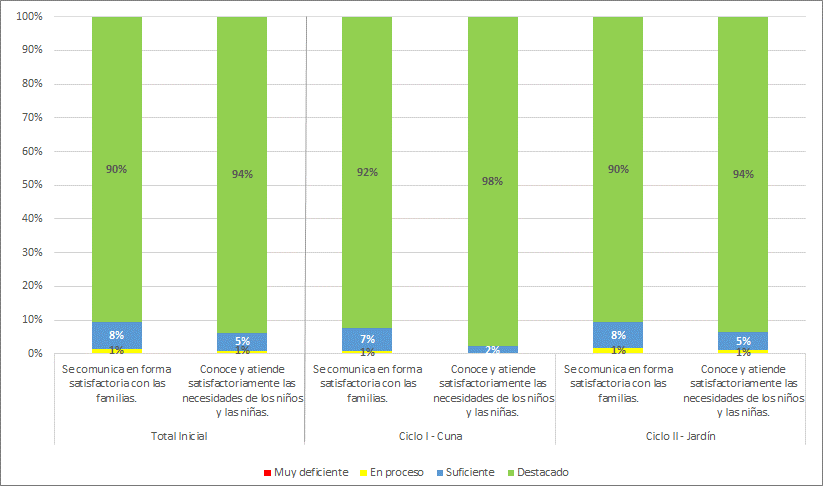 100%
90%
80%
70%
60%
50%
40%
30%
20%
10%
0%
90%
94%
92%
98%
90%
94%
8%
5%
7%
2%
8%
5%
1%
1%
1%
1%
1%
Se comunica en forma
satisfactoria con las
familias.
Conoce y atiende
satisfactoriamente las
necesidades de los niños
y las niñas.
Se comunica en forma
satisfactoria con las
familias.
Conoce y atiende
satisfactoriamente las
necesidades de los niños
y las niñas.
Se comunica en forma
satisfactoria con las
familias.
Conoce y atiende
satisfactoriamente las
necesidades de los niños
y las niñas.
Total Inicial
Ciclo I - Cuna
Ciclo II - Jardín
Muy deficiente
En proceso
Suficiente
Destacado